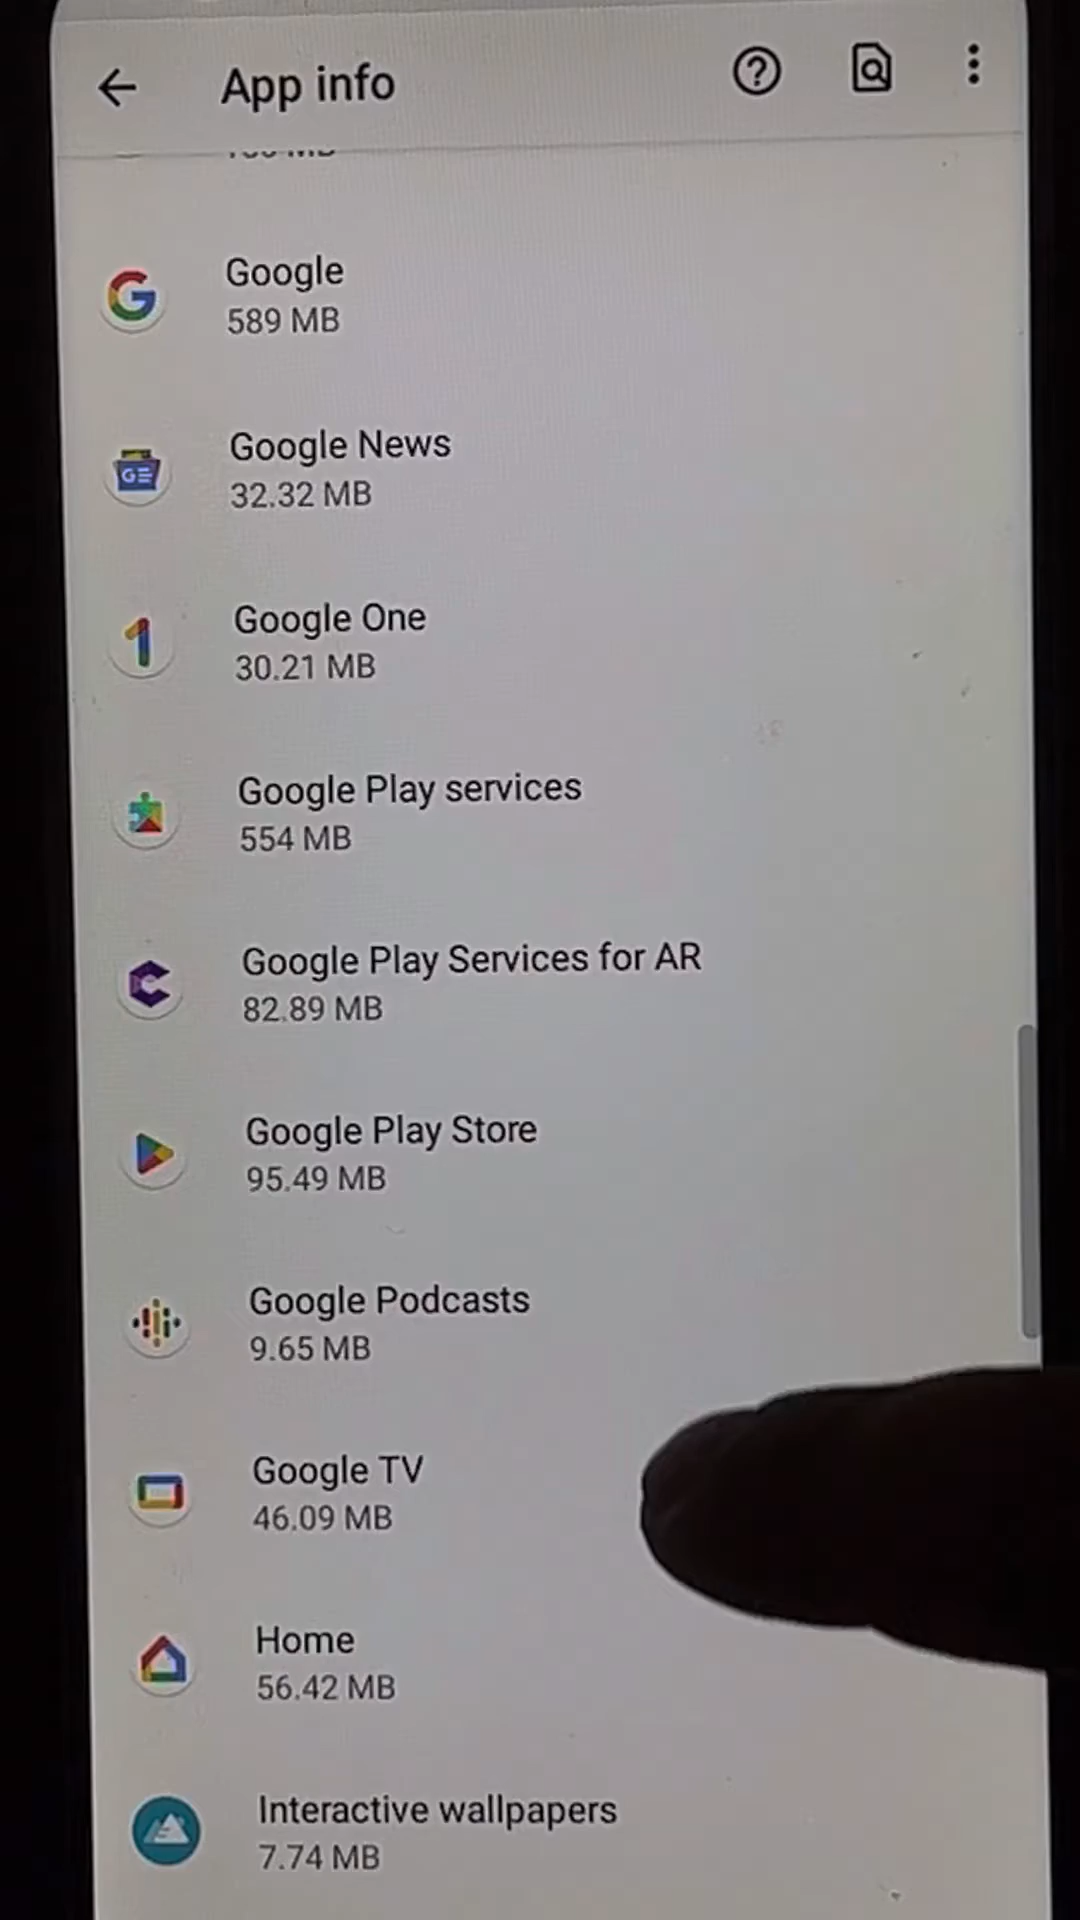 App info
Google
589 MB
Google News
32.32 MB
Google One
30.21 MB
Google Play services
554 MB
Google Play Services for AR
82.89 MB
Google Play Store
95.49 MB
Google Podcasts
9.65 MB
Google TV
46.09 MB
Home
56.42 MB
Interactive wallpapers
7.74 MB